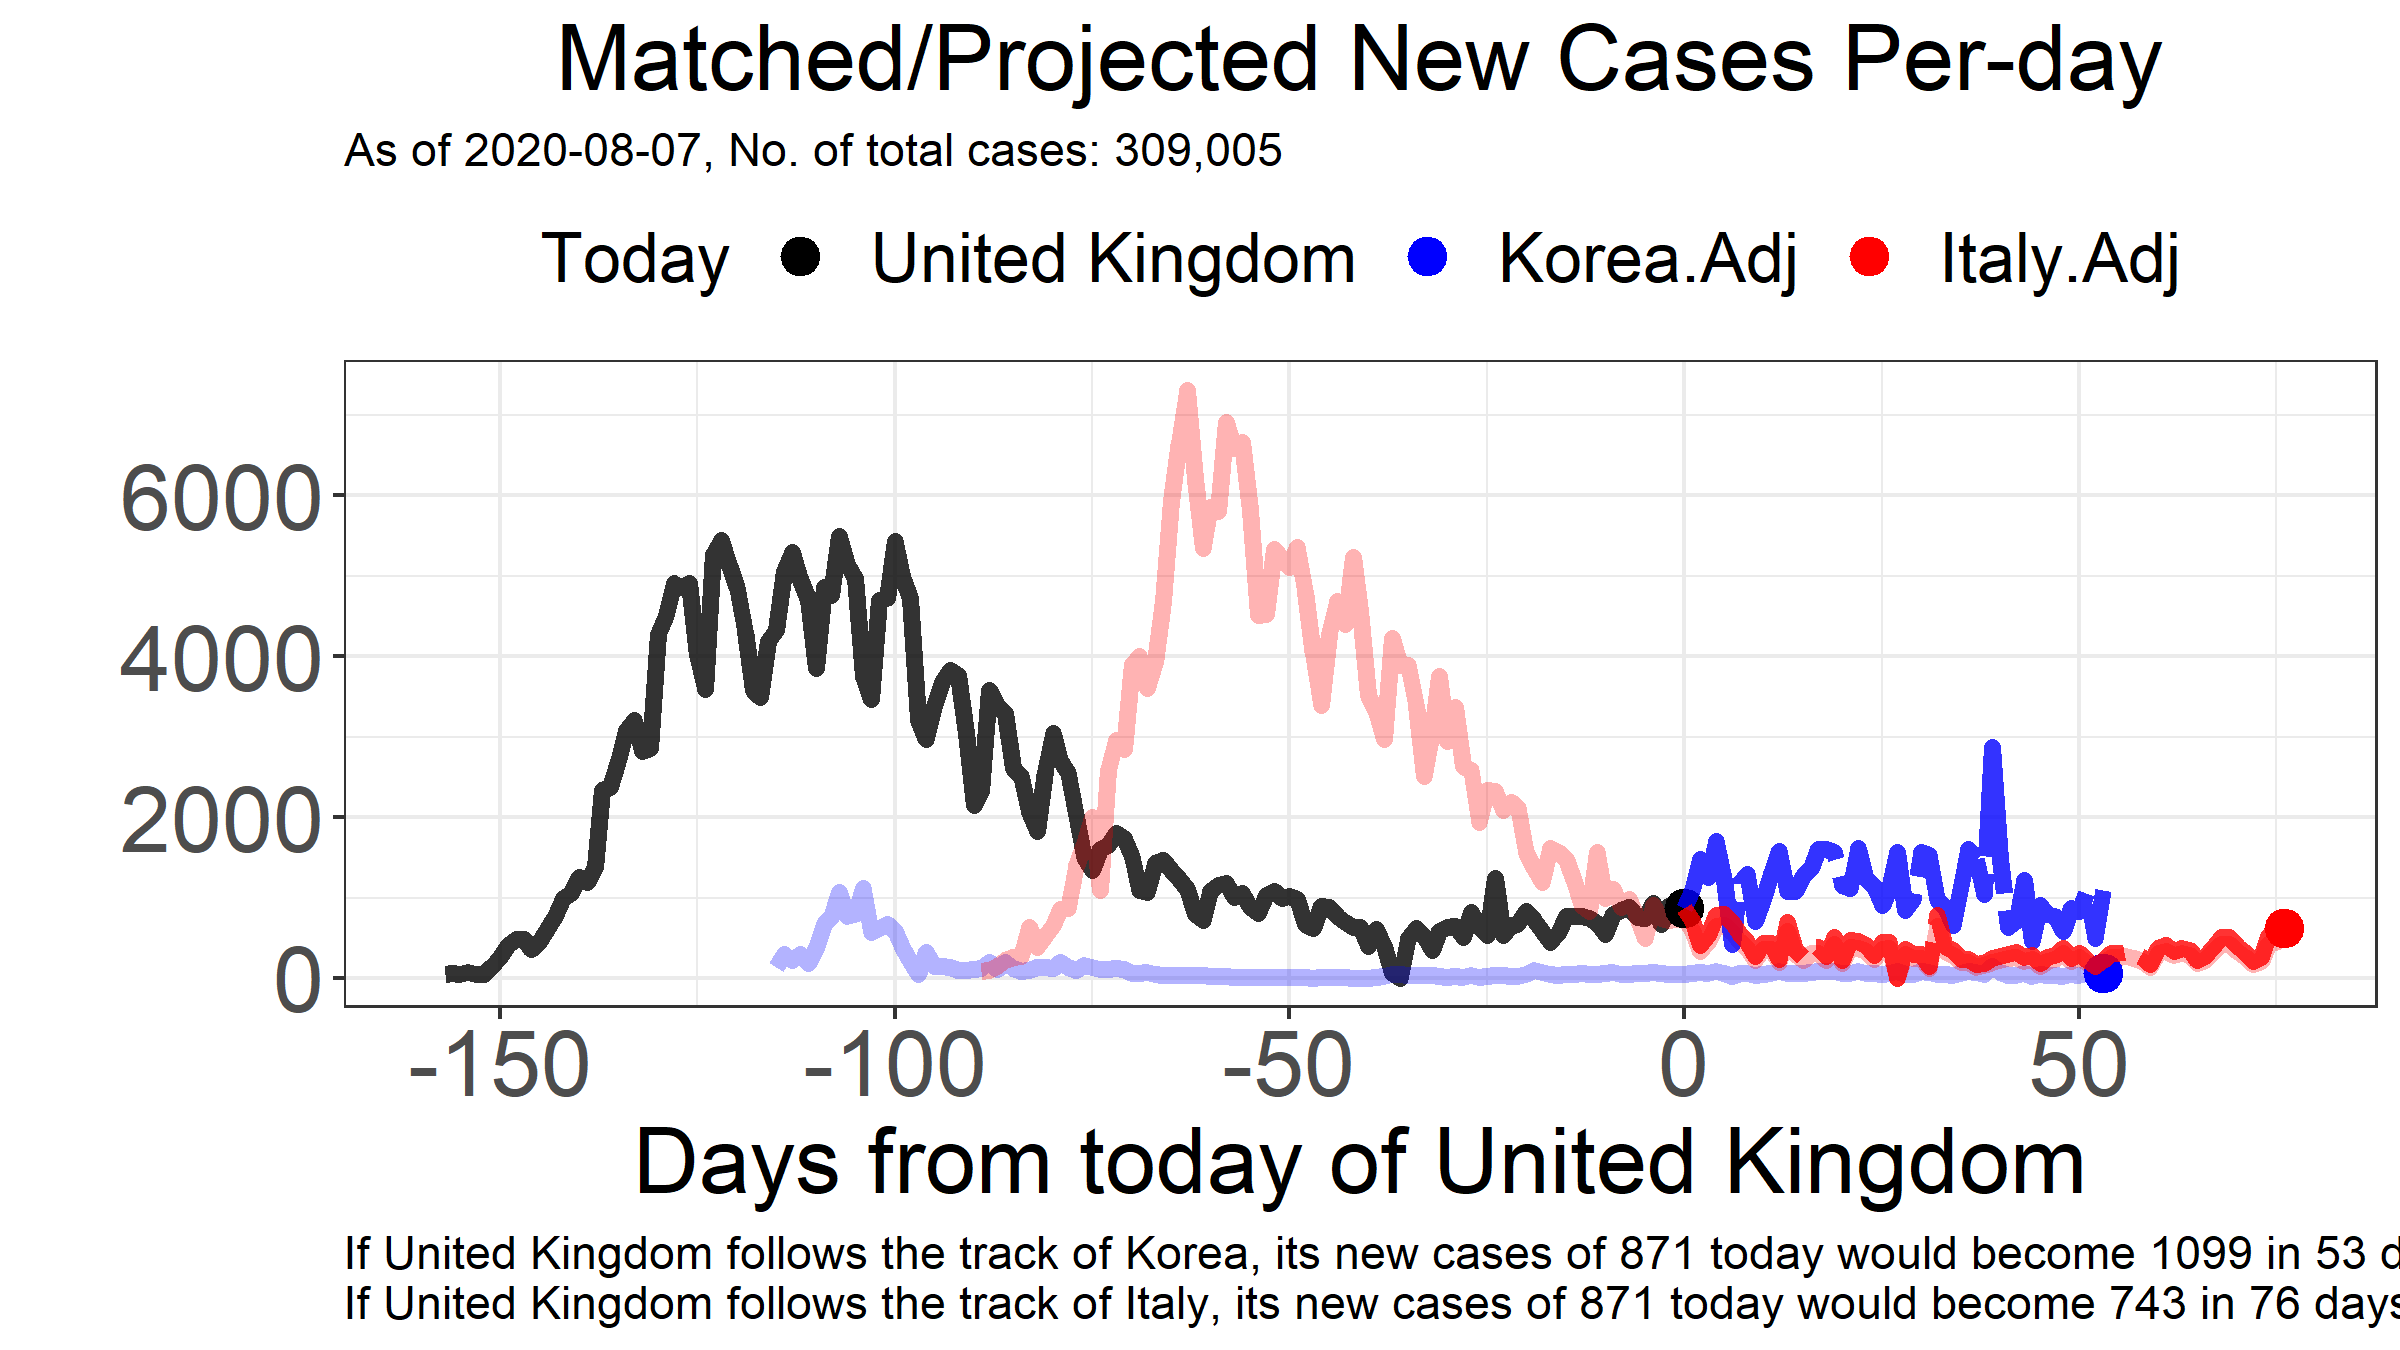 Matched/Projected New Cases Per-day
As of 2020-08-07, No. of total cases: 309,005
Today United Kingdom Korea.Adj Italy.Adj
6000
4000
2000
0
-150 -100 -50 0 50
Days from today of United Kingdom
If United Kingdom follows the track of Korea, its new cases of 871 today would become 1099 in 53
If United Kingdom follows the track of Italy, its new cases of 871 today would become 743 in 76 days